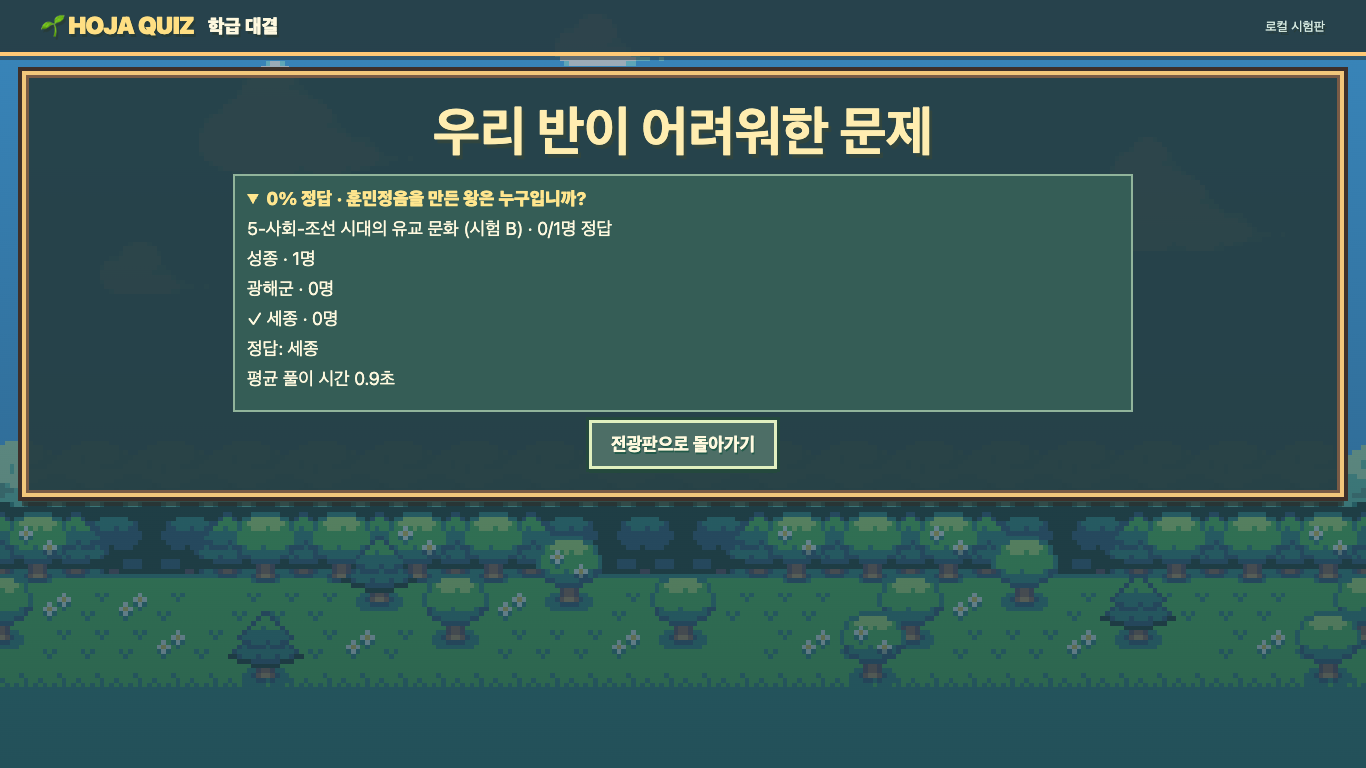 HOJA QUIZ 학급 대결
로컬 시험판
우리 반이 어려워한 문제
▼ 0% 정답 · 훈민정음을 만든 왕은 누구입니까?
5-사회-조선 시대의 유교 문화 (시험 B) · 0/1명 정답
성종 · 1명
광해군 · 0명
✓ 세종 · 0명
정답: 세종
평균 풀이 시간 0.9초
전광판으로 돌아가기